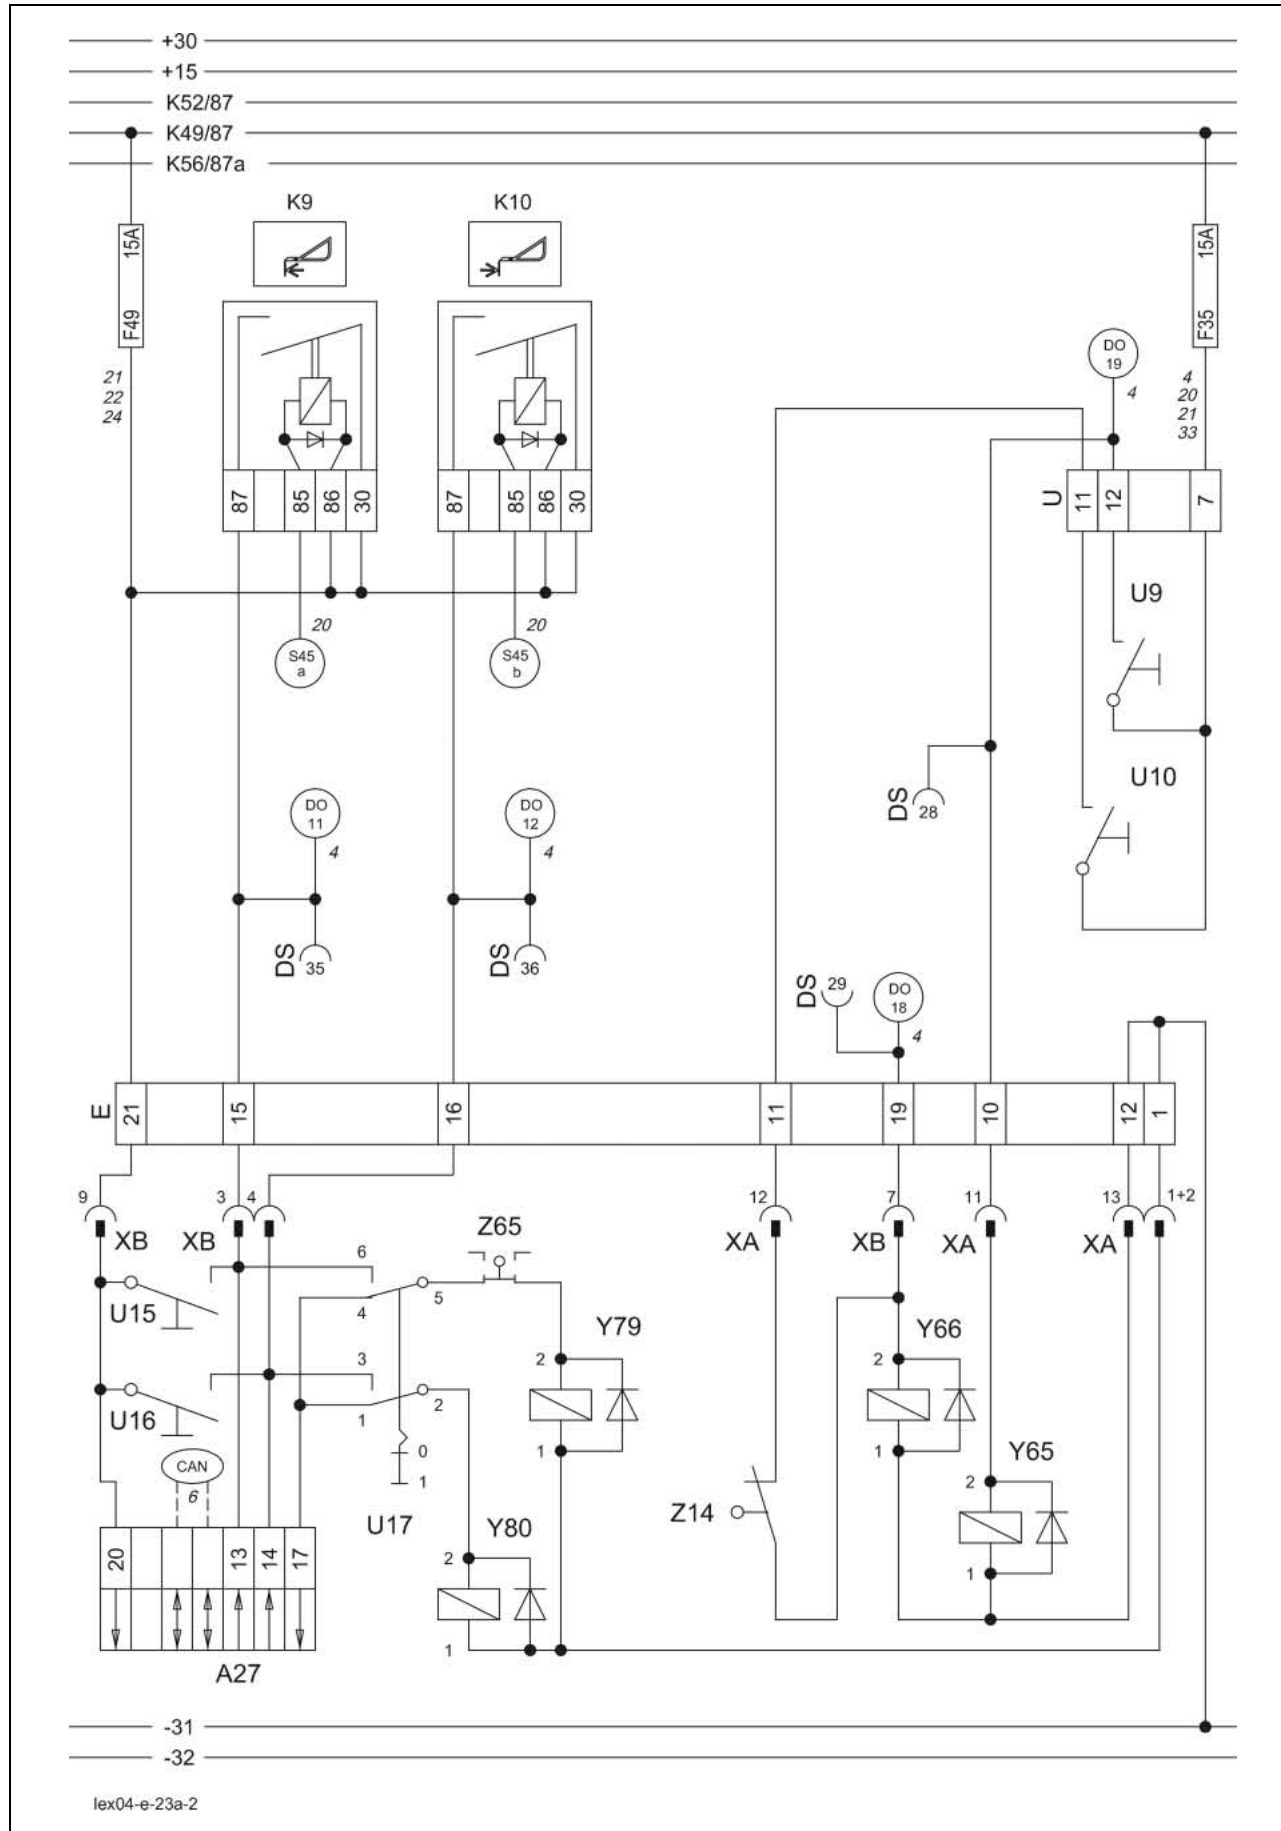 +30
+15
K52/87
K49/87
K56/87a
K9
K10
15A
F49
15A
F35
21
22
24
DO
19
4
4
20
21
33
87
85
86
30
87
85
86
30
U
11
12
7
U9
20
20
S45
a
S45
b
U10
DO
11
DO
12
DS
28
4
4
DS
35
DS
36
DS
29
DO
18
4
E
21
15
16
11
19
10
12
1
9
3
4
12
7
11
13
1+2
XB
XB
Z65
XA
XB
XA
XA
6
U15
4
5
Y79
Y66
3
2
2
U16
1
2
1
1
CAN
6
0
1
Y65
2
U17
Z14
Y80
20
13
14
17
2
1
1
A27
-31
-32
lex04-e-23a-2